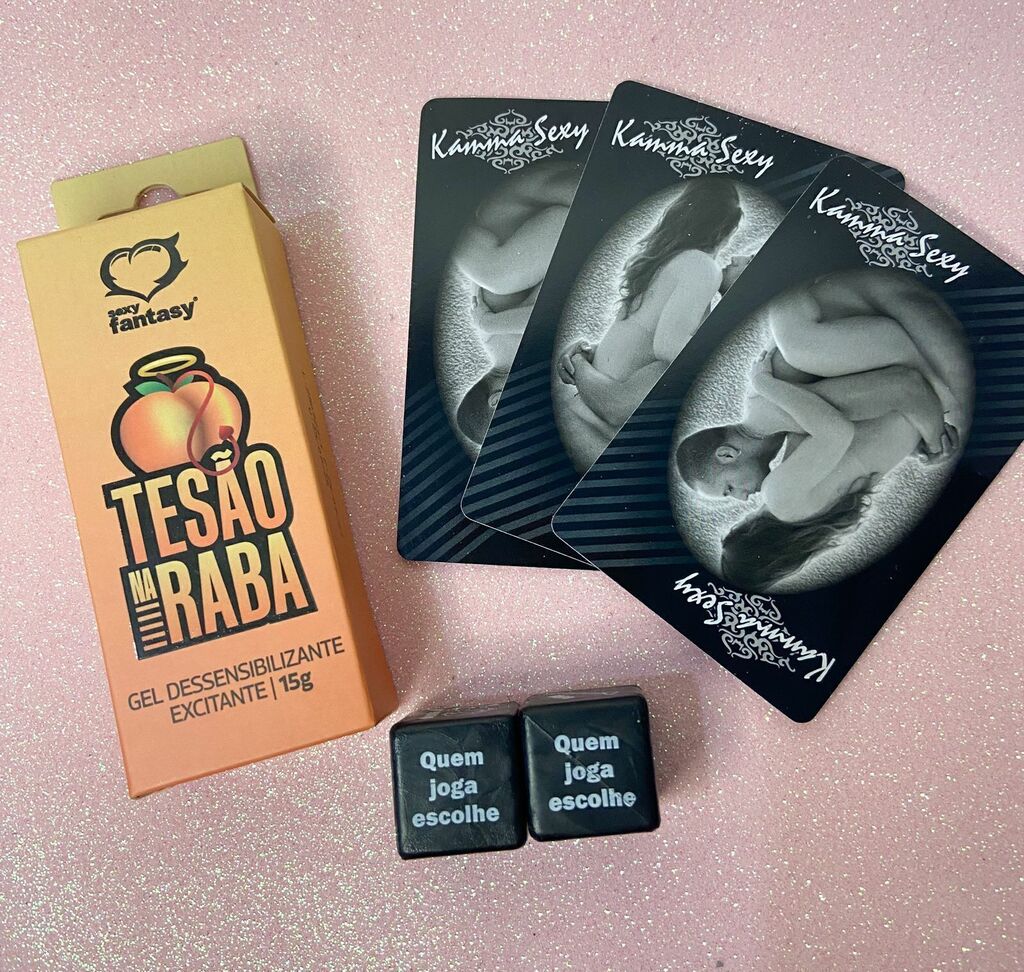 sexy
fantasy®
TESÃO
NA RABA
GEL DESSENSIBILIZANTE
EXCITANTE | 15g
Kamma Sexy
Kamma Sexy
Kamma Sexy
Kamma Sexy
Quem
joga
escolhe
Quem
joga
escolhe